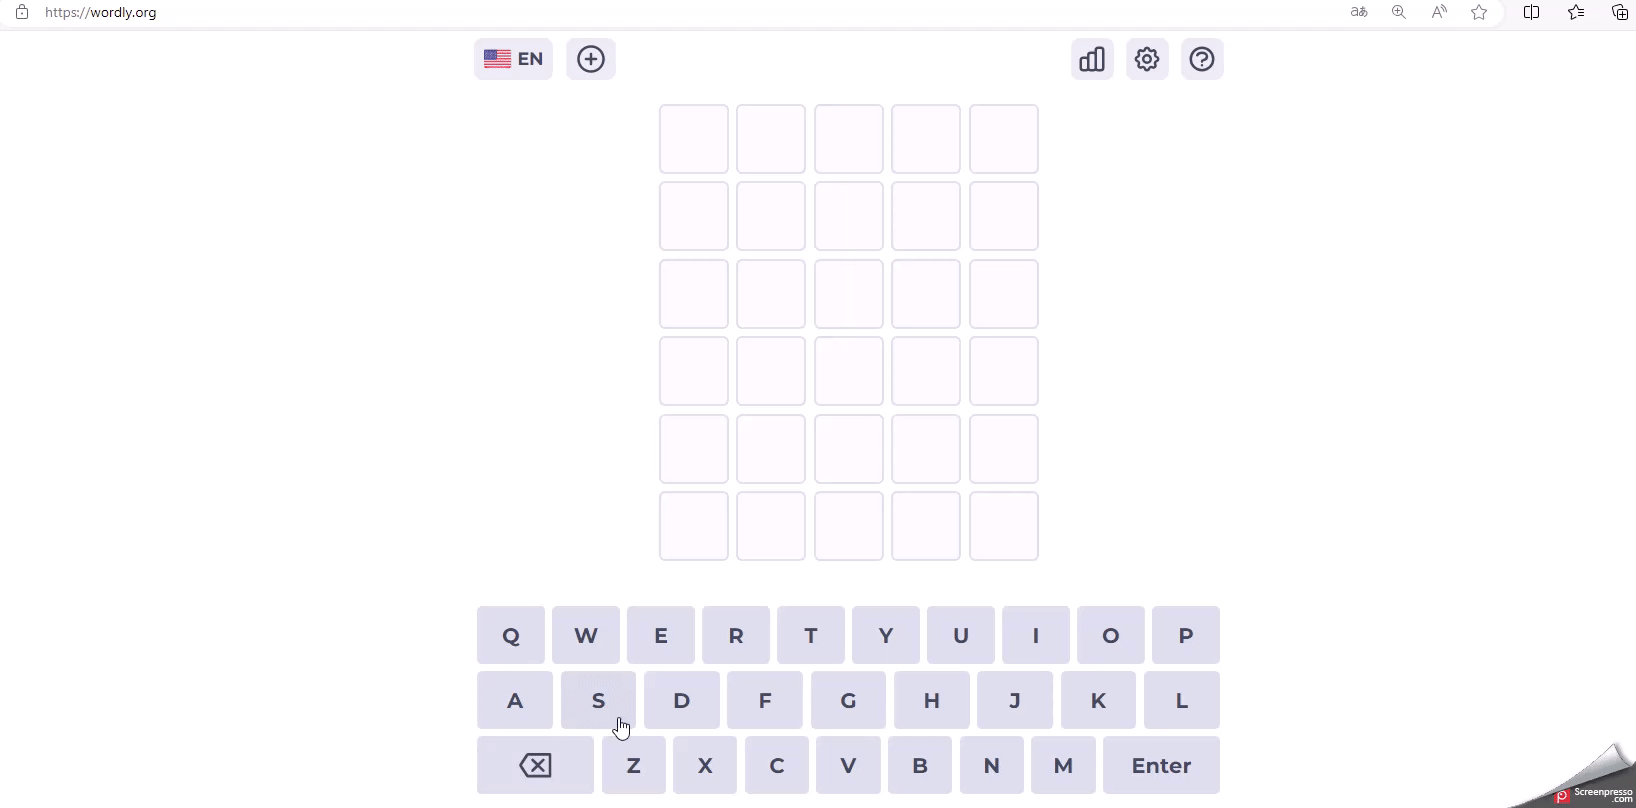 https://wordly.org
EN
Q W E R T Y U I O P
A S D F G H J K L
Z X C V B N M Enter
Screenpresso
.com